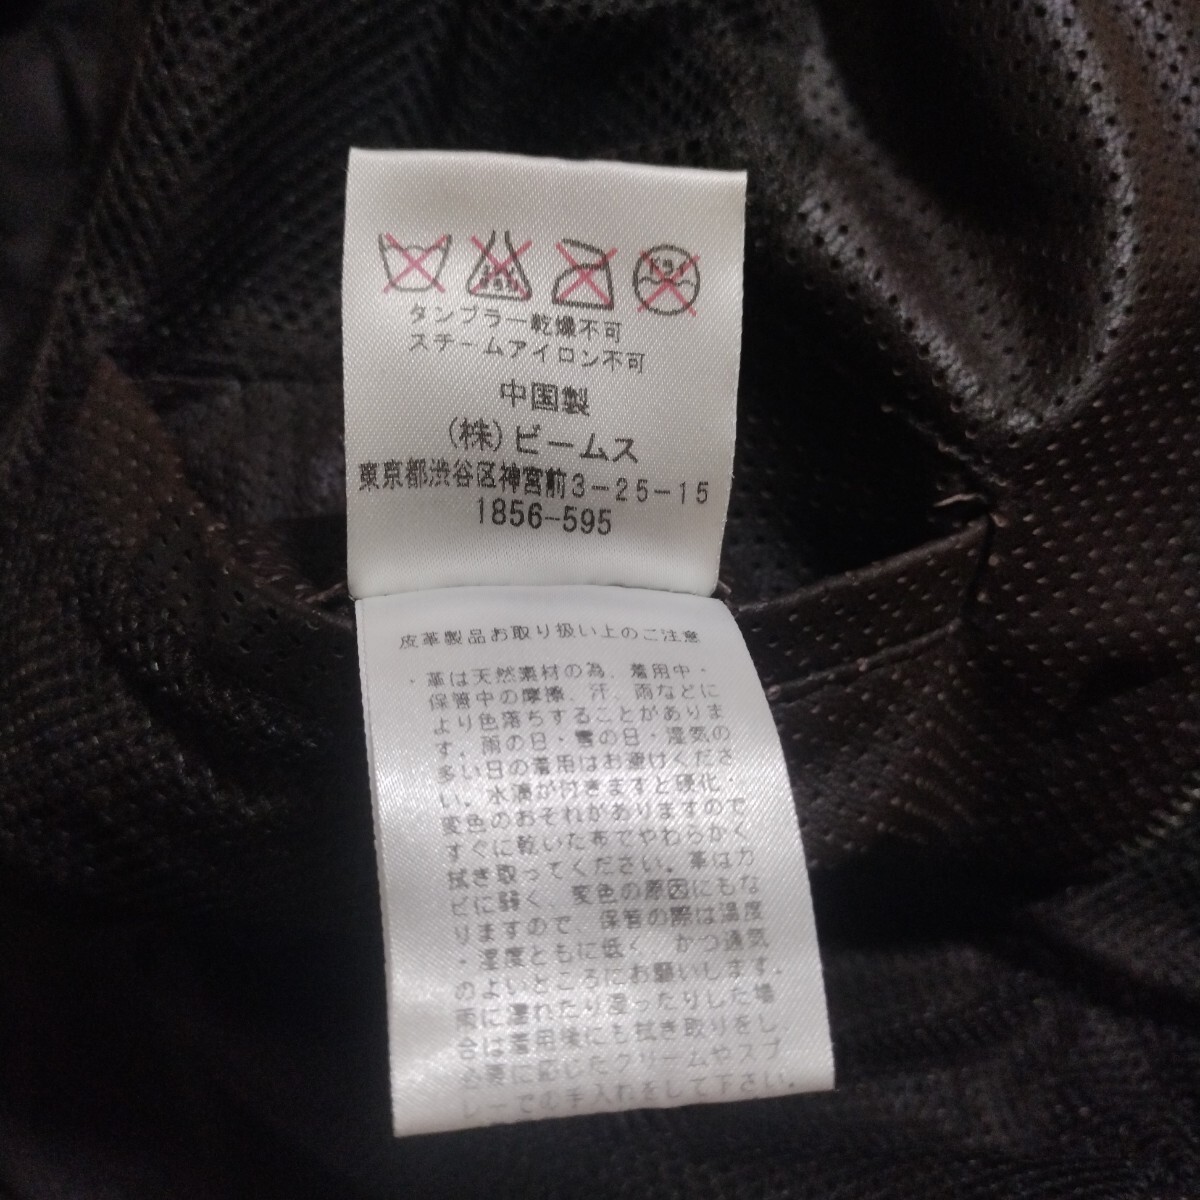 タンブラー乾燥不可
スチームアイロン不可
中国製
(株)ビームス
東京都渋谷区神宮前3-25-15
1856-595
皮革製品お取り扱い上のご注意
・革は天然素材の為、着用中・
保管中の摩擦、汗、雨などに
より色落ちすることがありま
す。雨の日・雪の日・湿気の
多い日の着用はお避けくださ
い。水滴が付きますと硬化・
変色のおそれがありますので
すぐに乾いた布でやわらかく
拭き取ってください。革はカ
ビに弱く、変色の原因にもな
りますので、保管の際は温度
・湿度ともに低く、かつ通気
のよいところにお願いします。
雨に濡れたり湿ったりした場
合は着用後にも拭き取りをし、
必要に応じたクリームやスプ
レーでの手入れをして下さい。